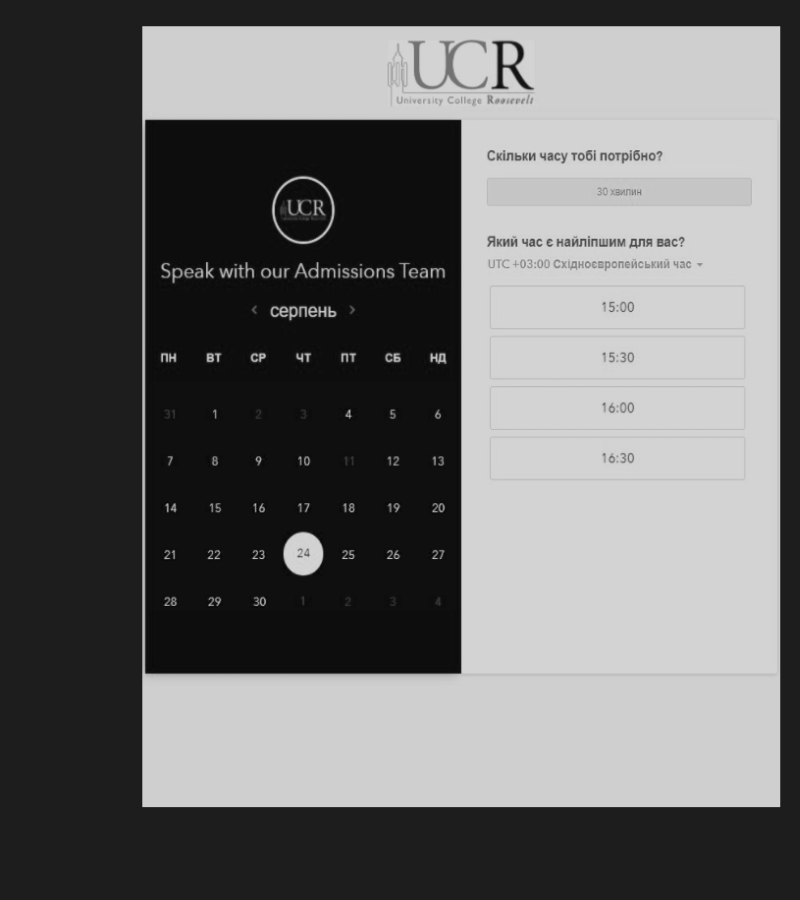 UCR
University College Roosevelt
UCR
Speak with our Admissions Team
< серпень >
ПН ВТ СР ЧТ ПТ СБ НД
31 1 2 3 4 5 6
7 8 9 10 11 12 13
14 15 16 17 18 19 20
21 22 23 24 25 26 27
28 29 30 1 2 3 4
Скільки часу тобі потрібно?
30 хвилин
Який час є найліпшим для вас?
UTC +03:00 Східноєвропейський час
15:00
15:30
16:00
16:30